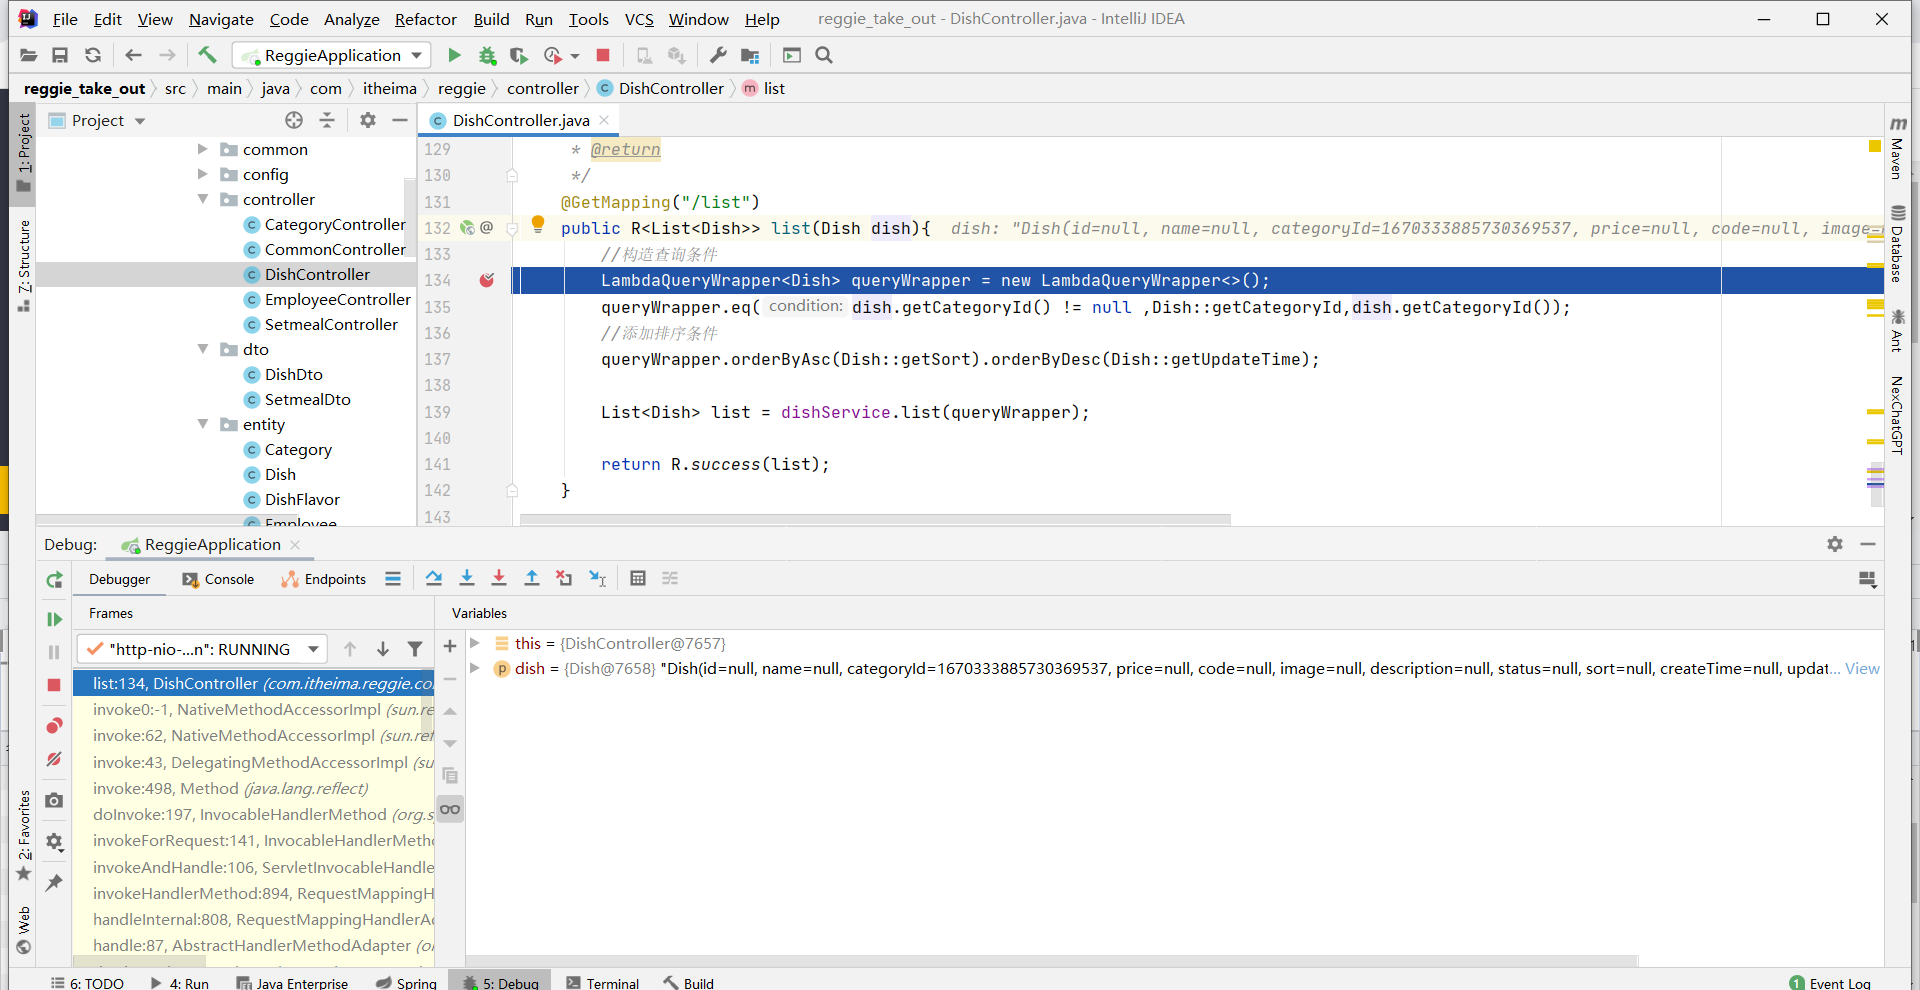 File Edit View Navigate Code Analyze Refactor Build Run Tools VCS Window Help reggie_take_out - DishController.java - IntelliJ IDEA
ReggieApplication
reggie_take_out src main java com itheima reggie controller DishController list
Project
DishController.java
1: Project
Z: Structure
2: Favorites
Web
common
config
controller
CategoryController
CommonController
DishController
EmployeeController
SetmealController
dto
DishDto
SetmealDto
entity
Category
Dish
DishFlavor
Employee
129 * @return
130 */
131 @GetMapping("/list")
132 public R<List<Dish>> list(Dish dish){ dish: "Dish(id=null, name=null, categoryId=1670333885730369537, price=null, code=null, image=
133 //构造查询条件
134 LambdaQueryWrapper<Dish> queryWrapper = new LambdaQueryWrapper<>();
135 queryWrapper.eq( condition: dish.getCategoryId() != null ,Dish::getCategoryId,dish.getCategoryId());
136 //添加排序条件
137 queryWrapper.orderByAsc(Dish::getSort).orderByDesc(Dish::getUpdateTime);
138
139 List<Dish> list = dishService.list(queryWrapper);
140
141 return R.success(list);
142 }
143
Maven
Database
Ant
NexChatGPT
Debug: ReggieApplication
Debugger Console Endpoints
Frames
Variables
"http-nio-...n": RUNNING
list:134, DishController (com.itheima.reggie.co
invoke0:-1, NativeMethodAccessorImpl (sun.re
invoke:62, NativeMethodAccessorImpl (sun.ref
invoke:43, DelegatingMethodAccessorImpl (su
invoke:498, Method (java.lang.reflect)
doInvoke:197, InvocableHandlerMethod (org.s
invokeForRequest:141, InvocableHandlerMetho
invokeAndHandle:106, ServletInvocableHandle
invokeHandlerMethod:894, RequestMappingH
handleInternal:808, RequestMappingHandlerAd
handle:87, AbstractHandlerMethodAdapter (o
this = {DishController@7657}
dish = {Dish@7658} "Dish(id=null, name=null, categoryId=1670333885730369537, price=null, code=null, image=null, description=null, status=null, sort=null, createTime=null, updat... View
6: TODO 4: Run Java Enterprise Spring 5: Debug Terminal Build 1 Event Log